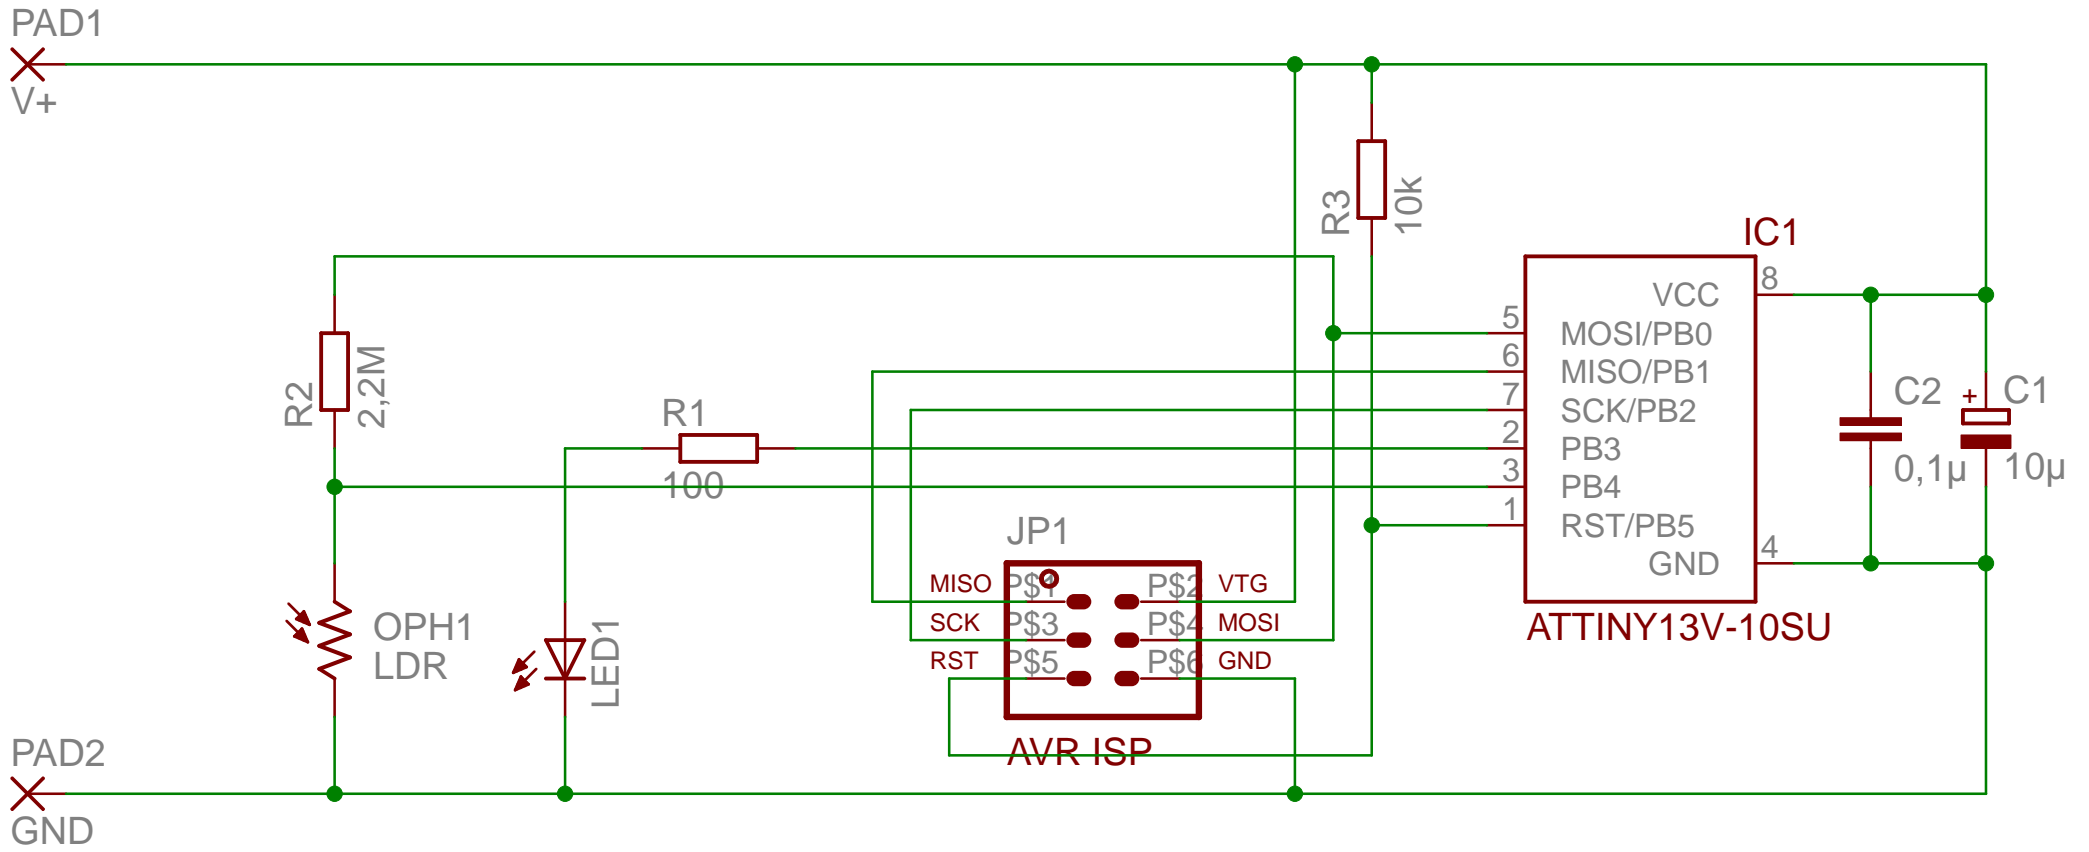 PAD1
V+
R3
10k
IC1
VCC
8
5
MOSI/PB0
6
MISO/PB1
7
SCK/PB2
2
PB3
3
PB4
1
RST/PB5
GND
4
ATTINY13V-10SU
C2
0,1µ
+
C1
10µ
R2
2,2M
R1
100
OPH1
LDR
LED1
JP1
MISO
P$1
P$2
VTG
SCK
P$3
P$4
MOSI
RST
P$5
P$6
GND
AVR ISP
PAD2
GND